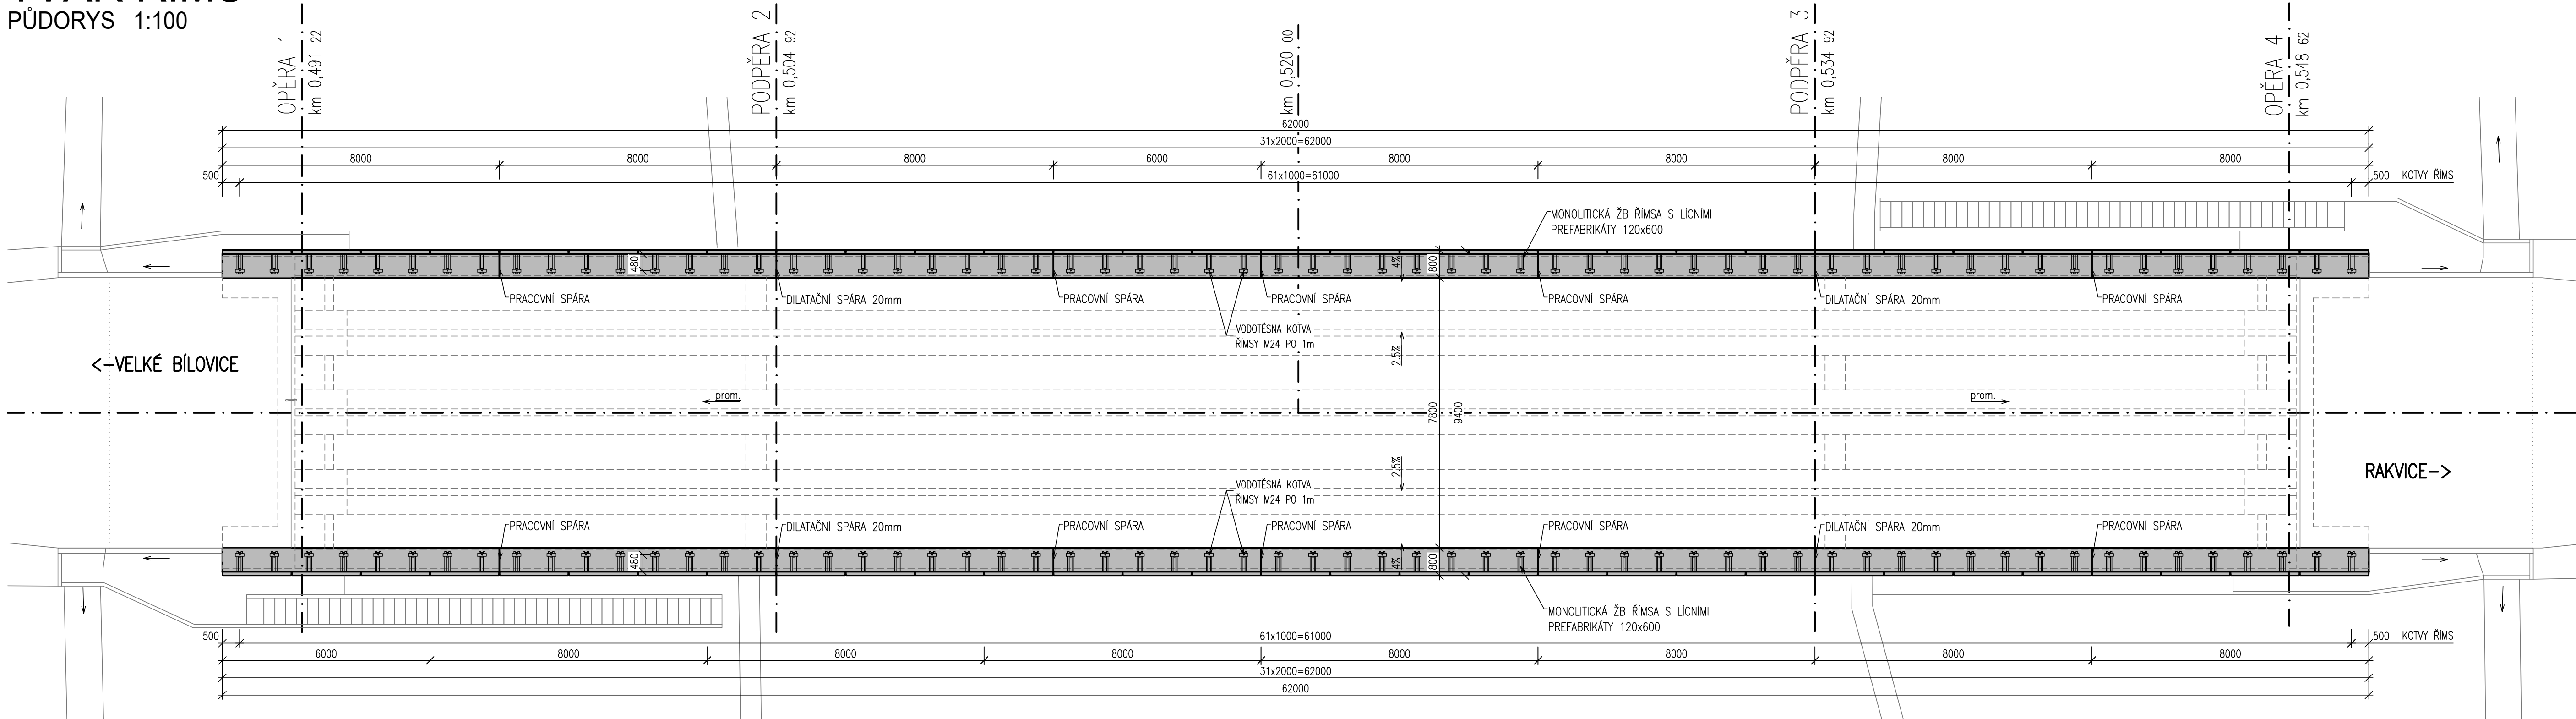 PŮDORYS 1:100
OPĚRA 1
km 0,491 22
PODPĚRA 2
km 0,504 92
km 0,520 00
PODPĚRA 3
km 0,534 92
OPĚRA 4
km 0,548 62
62000
31x2000=62000
8000 8000 8000 6000 8000 8000 8000 8000
500 61x1000=61000 500 KOTVY ŘÍMS
MONOLITICKÁ ŽB ŘÍMSA S LÍCNÍMI
PREFABRIKÁTY 120x600
480 4% 800
PRACOVNÍ SPÁRA DILATAČNÍ SPÁRA 20mm PRACOVNÍ SPÁRA PRACOVNÍ SPÁRA PRACOVNÍ SPÁRA DILATAČNÍ SPÁRA 20mm PRACOVNÍ SPÁRA
VODOTĚSNÁ KOTVA
ŘÍMSY M24 PO 1m
2.5%
<-VELKÉ BÍLOVICE
prom. prom.
7800 9400
2.5%
RAKVICE->
VODOTĚSNÁ KOTVA
ŘÍMSY M24 PO 1m
PRACOVNÍ SPÁRA DILATAČNÍ SPÁRA 20mm PRACOVNÍ SPÁRA PRACOVNÍ SPÁRA PRACOVNÍ SPÁRA DILATAČNÍ SPÁRA 20mm PRACOVNÍ SPÁRA
480 4% 800
MONOLITICKÁ ŽB ŘÍMSA S LÍCNÍMI
PREFABRIKÁTY 120x600
500 61x1000=61000 500 KOTVY ŘÍMS
6000 8000 8000 8000 8000 8000 8000 8000
31x2000=62000
62000